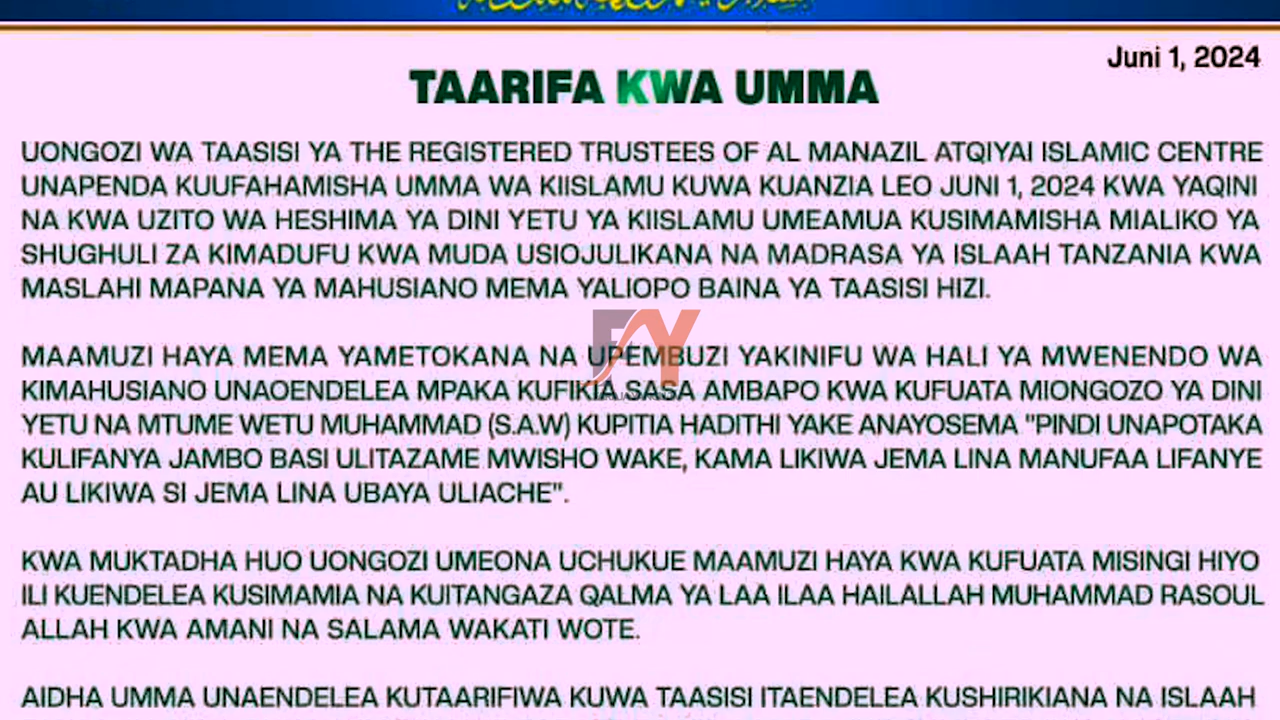 Juni 1, 2024
TAARIFA KWA UMMA
UONGOZI WA TAASISI YA THE REGISTERED TRUSTEES OF AL MANAZIL ATQIYAI ISLAMIC CENTRE
UNAPENDA KUUFAHAMISHA UMMA WA KIISLAMU KUWA KUANZIA LEO JUNI 1, 2024 KWA YAQINI
NA KWA UZITO WA HESHIMA YA DINI YETU YA KIISLAMU UMEAMUA KUSIMAMISHA MIALIKO YA
SHUGHULI ZA KIMADUFU KWA MUDA USIOJULIKANA NA MADRASA YA ISLAAH TANZANIA KWA
MASLAHI MAPANA YA MAHUSIANO MEMA YALIOPO BAINA YA TAASISI HIZI.
MAAMUZI HAYA MEMA YAMETOKANA NA UPEMBUZI YAKINIFU WA HALI YA MWENENDO WA
KIMAHUSIANO UNAOENDELEA MPAKA KUFIKIA SASA AMBAPO KWA KUFUATA MIONGOZO YA DINI
YETU NA MTUME WETU MUHAMMAD (S.A.W) KUPITIA HADITHI YAKE ANAYOSEMA "PINDI UNAPOTAKA
KULIFANYA JAMBO BASI ULITAZAME MWISHO WAKE, KAMA LIKIWA JEMA LINA MANUFAA LIFANYE
AU LIKIWA SI JEMA LINA UBAYA ULIACHE".
KWA MUKTADHA HUO UONGOZI UMEONA UCHUKUE MAAMUZI HAYA KWA KUFUATA MISINGI HIYO
ILI KUENDELEA KUSIMAMIA NA KUITANGAZA QALMA YA LAA ILAA HAILALLAH MUHAMMAD RASOUL
ALLAH KWA AMANI NA SALAMA WAKATI WOTE.
AIDHA UMMA UNAENDELEA KUTAARIFIWA KUWA TAASISI ITAENDELEA KUSHIRIKIANA NA ISLAAH